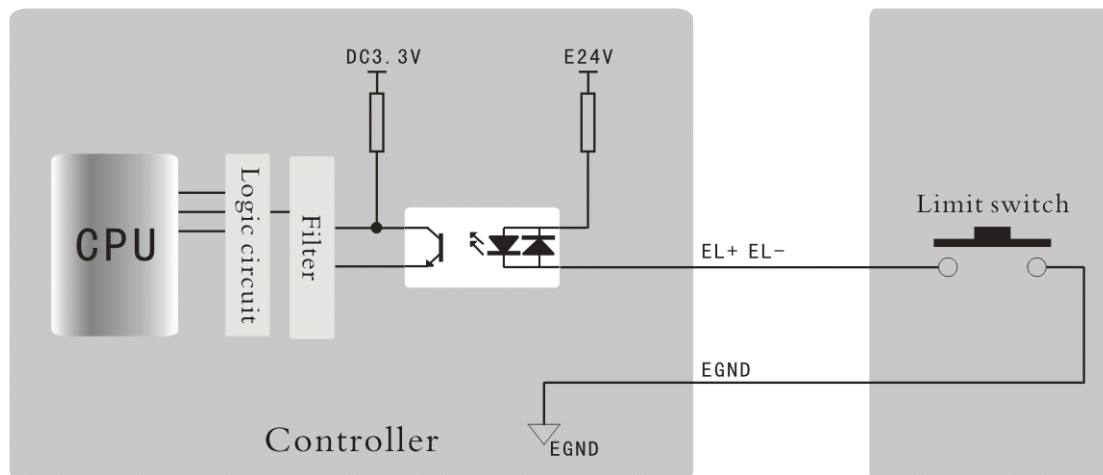 DC3.3V
E24V
CPU
Logic circuit
Filter
Limit switch
EL+ EL-
EGND
EGND
Controller